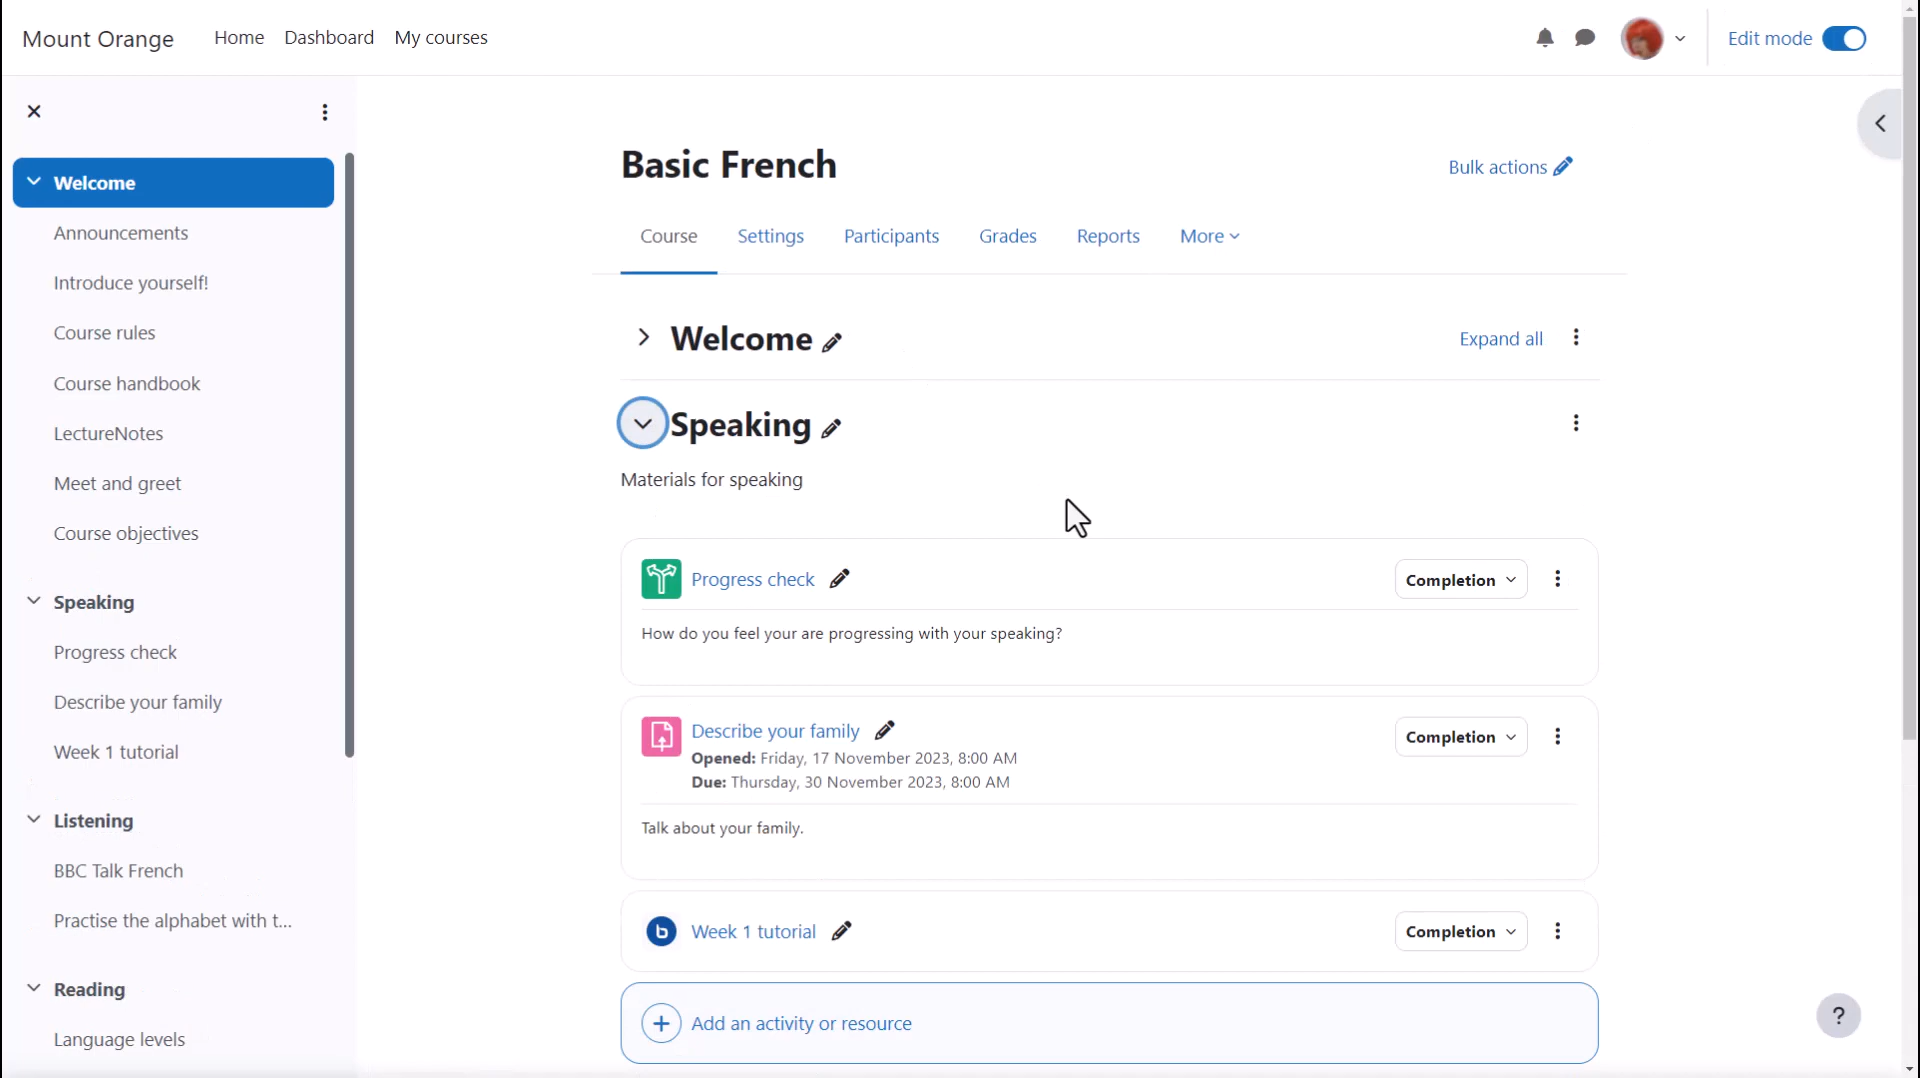 Mount Orange
Home
Dashboard
My courses
Edit mode
Welcome
Announcements
Introduce yourself!
Course rules
Course handbook
LectureNotes
Meet and greet
Course objectives
Speaking
Progress check
Describe your family
Week 1 tutorial
Listening
BBC Talk French
Practise the alphabet with t...
Reading
Language levels
Basic French
Bulk actions
Course
Settings
Participants
Grades
Reports
More
Welcome
Expand all
Speaking
Materials for speaking
Progress check
Completion
How do you feel your are progressing with your speaking?
Describe your family
Completion
Opened: Friday, 17 November 2023, 8:00 AM
Due: Thursday, 30 November 2023, 8:00 AM
Talk about your family.
b
Week 1 tutorial
Completion
Add an activity or resource
?